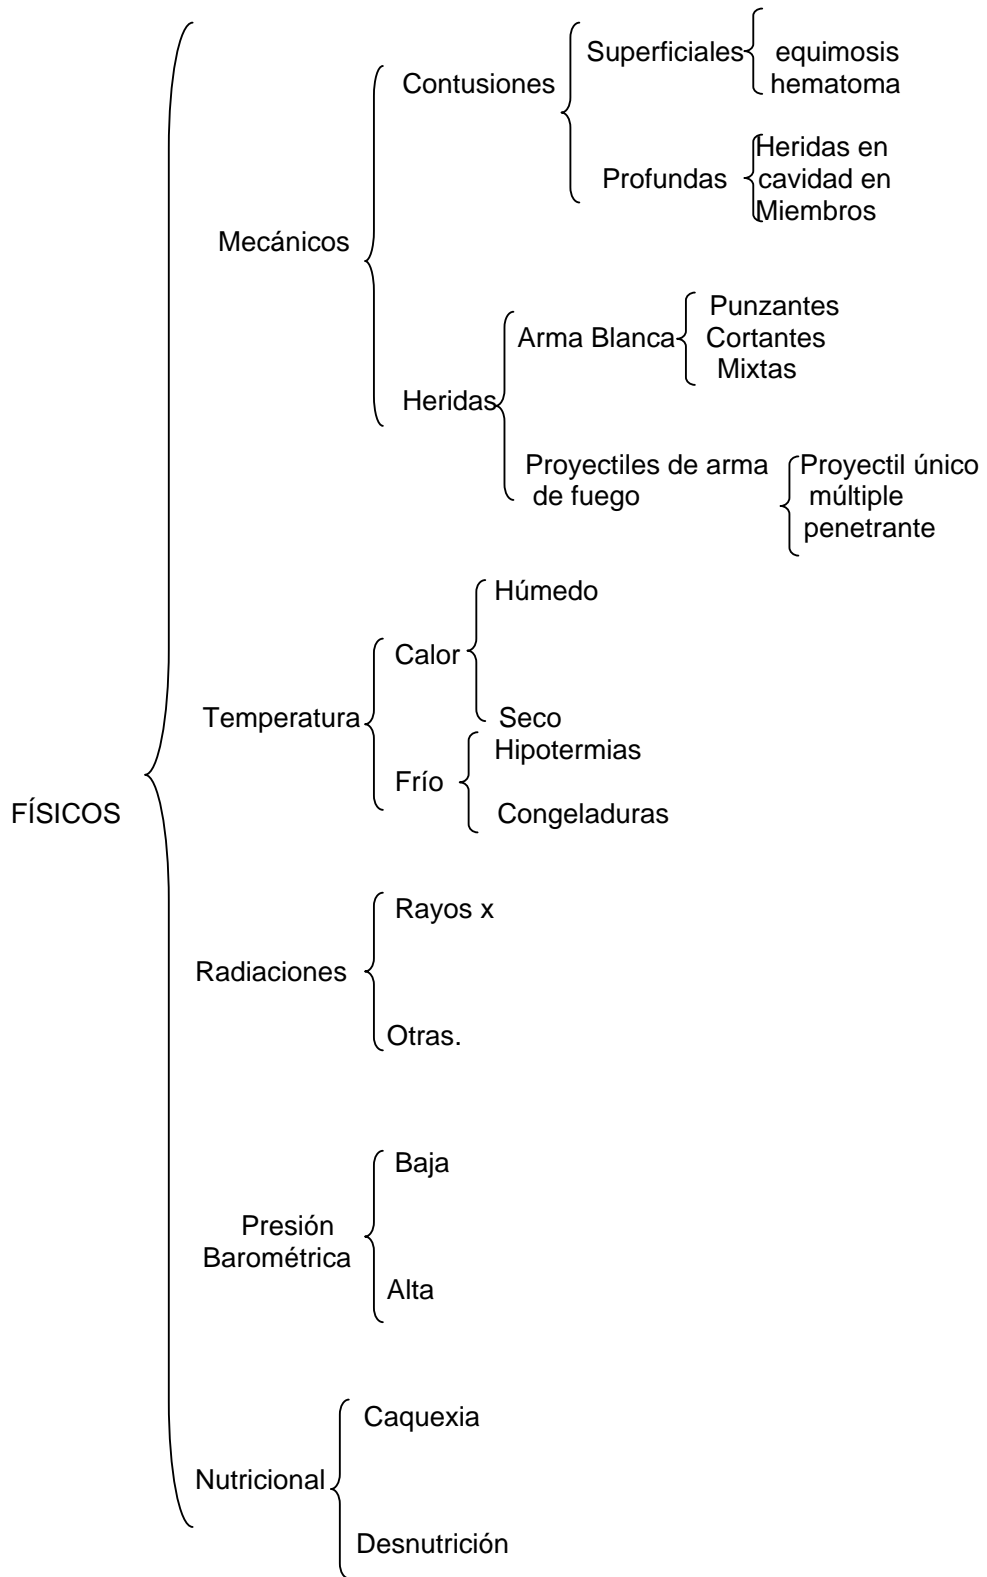 FÍSICOS
Mecánicos
Contusiones
Superficiales
equimosis
hematoma
Profundas
Heridas en
cavidad en
Miembros
Heridas
Arma Blanca
Punzantes
Cortantes
Mixtas
Proyectiles de arma
de fuego
Proyectil único
múltiple
penetrante
Temperatura
Calor
Húmedo
Seco
Frío
Hipotermias
Congeladuras
Radiaciones
Rayos x
Otras.
Presión
Barométrica
Baja
Alta
Nutricional
Caquexia
Desnutrición